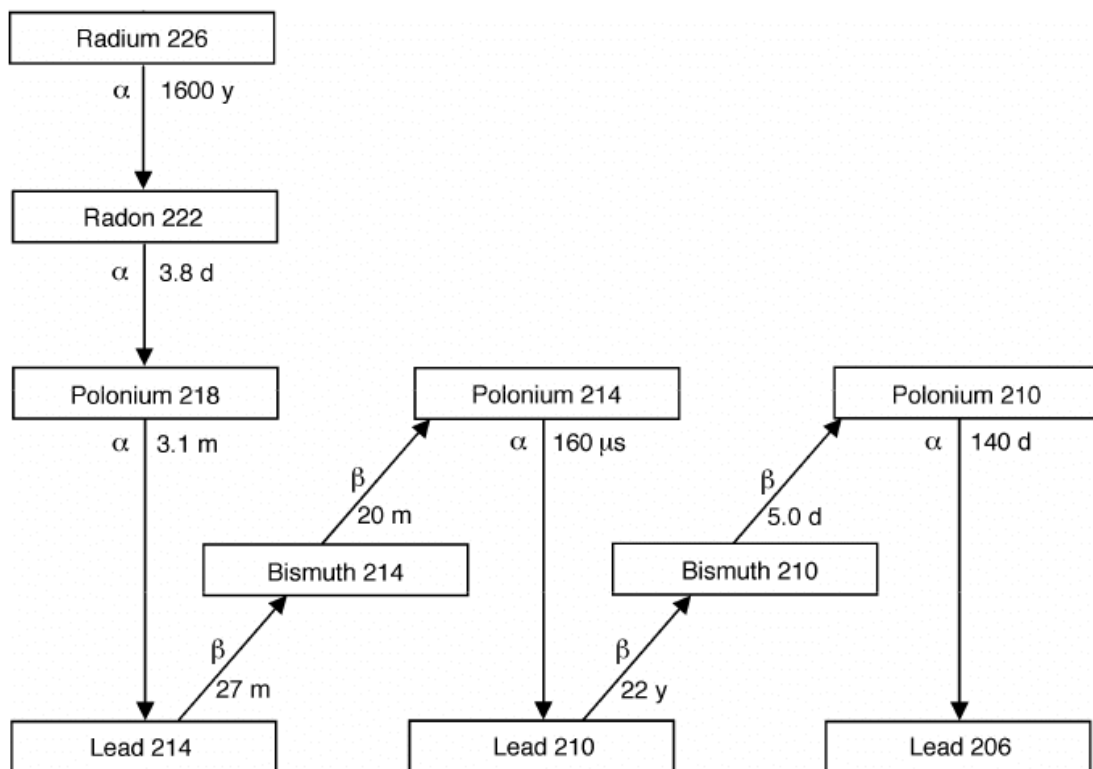 Radium 226
α 1600 y
Radon 222
α 3.8 d
Polonium 218 Polonium 214 Polonium 210
α 3.1 m α 160 μs α 140 d
β β
20 m 5.0 d
Bismuth 214 Bismuth 210
β β
27 m 22 y
Lead 214 Lead 210 Lead 206